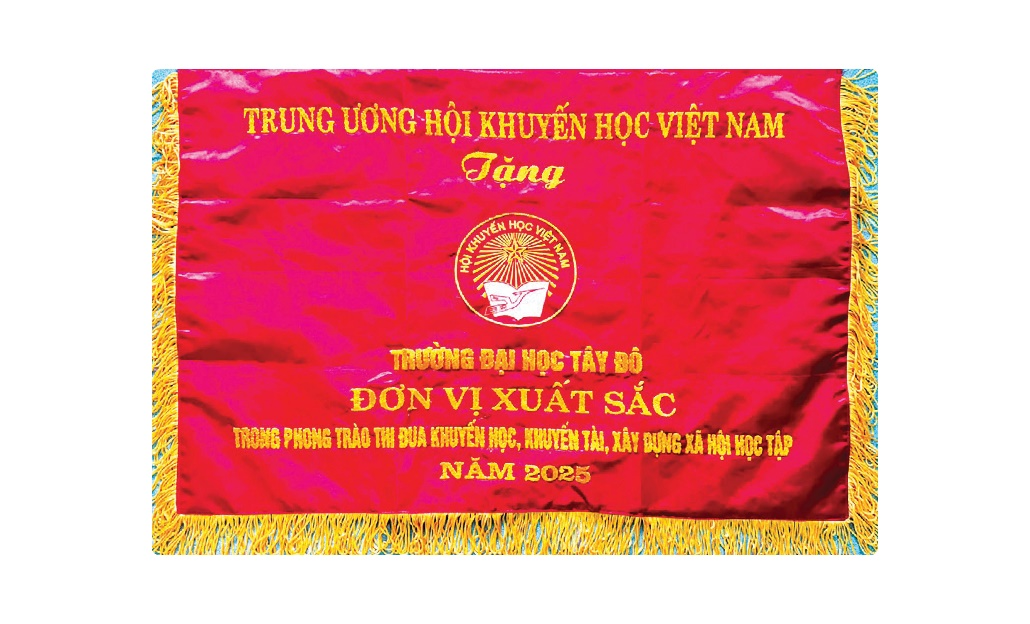 TRUNG ƯƠNG HỘI KHUYẾN HỌC VIỆT NAM
Tặng
HỘI KHUYẾN HỌC VIỆT NAM
TRƯỜNG ĐẠI HỌC TÂY ĐÔ
ĐƠN VỊ XUẤT SẮC
TRONG PHONG TRÀO THI ĐUA KHUYẾN HỌC, KHUYẾN TÀI, XÂY DỰNG XÃ HỘI HỌC TẬP
NĂM 2025